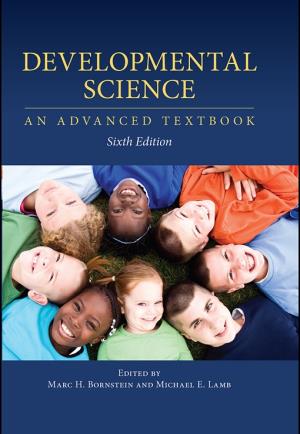 DEVELOPMENTAL
SCIENCE
AN ADVANCED TEXTBOOK
Sixth Edition
EDITED BY
MARC H. BORNSTEIN AND MICHAEL E. LAMB